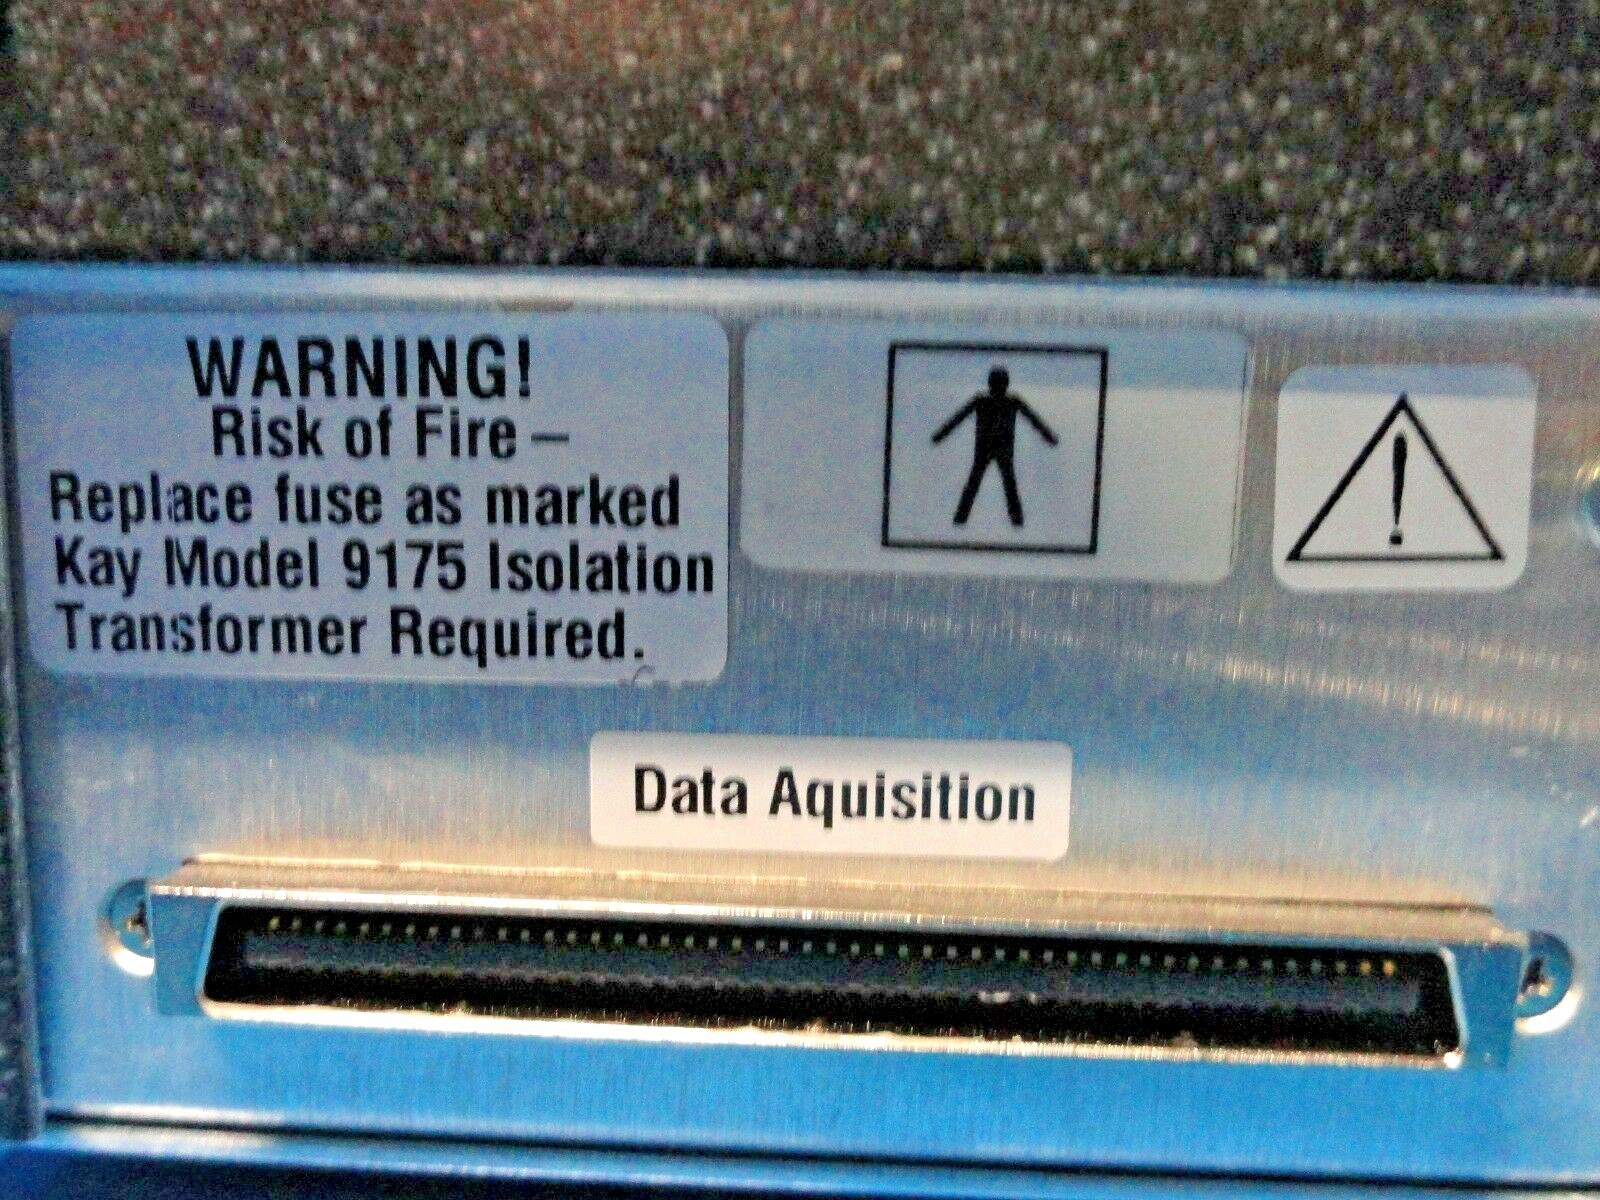 WARNING!
Risk of Fire –
Replace fuse as marked
Kay Model 9175 Isolation
Transformer Required.
Data Aquisition